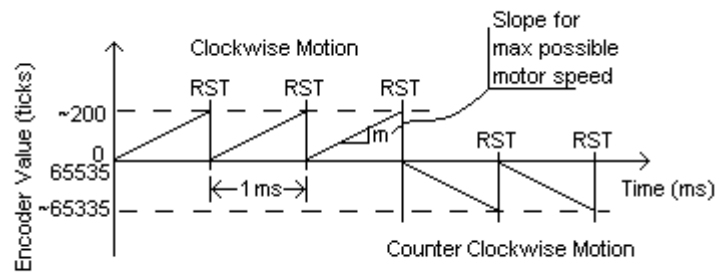 Slope for
max possible
motor speed
Clockwise Motion
RST RST RST
~200
m
0
RST RST
65535
1 ms
Time (ms)
~65335
Counter Clockwise Motion
Encoder Value (ticks)